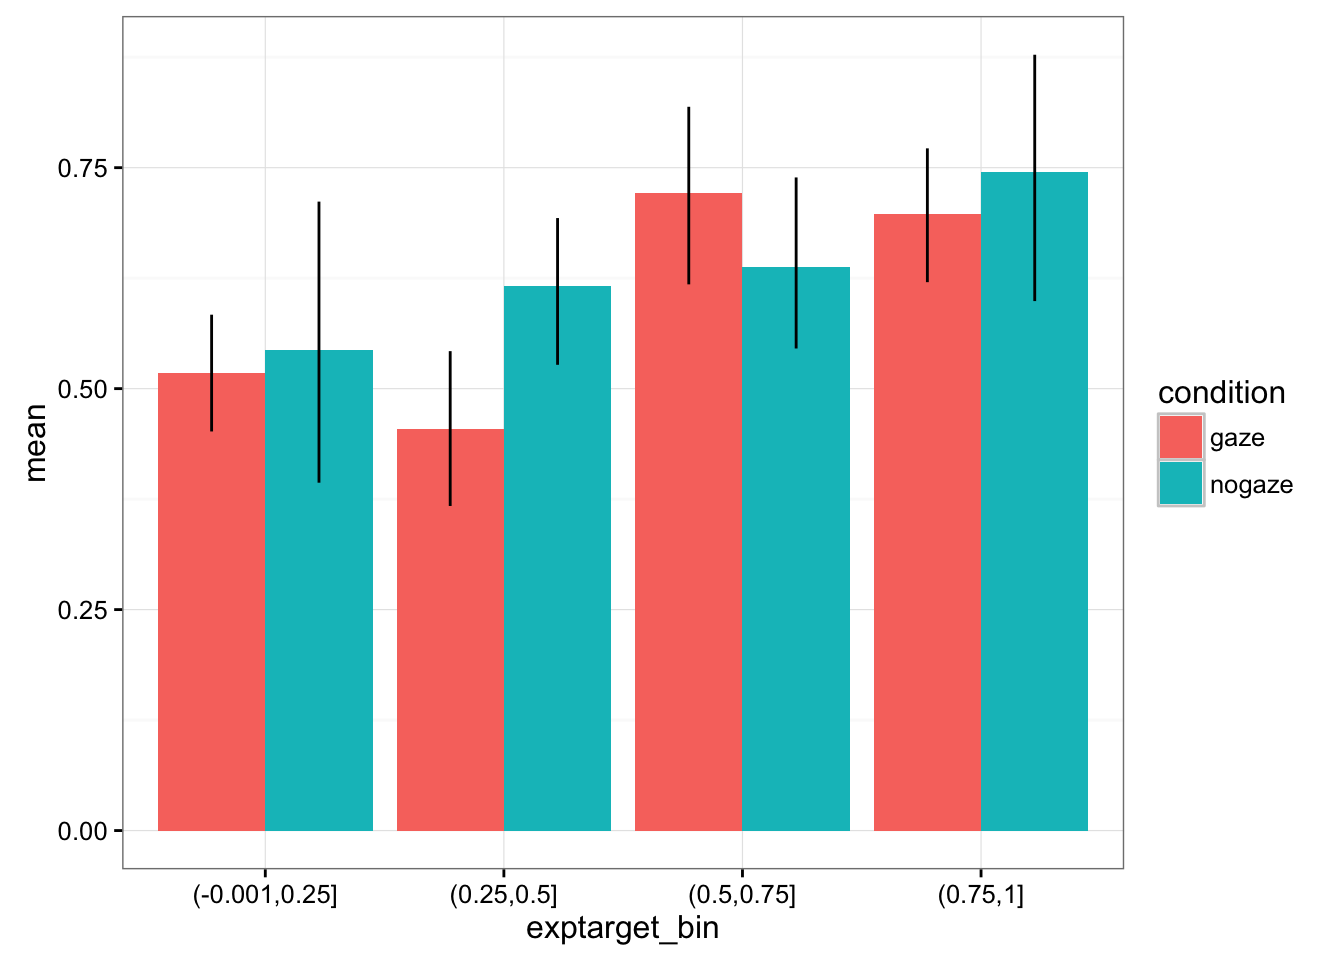 mean
0.75
0.50
0.25
0.00
(-0.001,0.25]
(0.25,0.5]
(0.5,0.75]
(0.75,1]
exptarget_bin
condition
gaze
nogaze